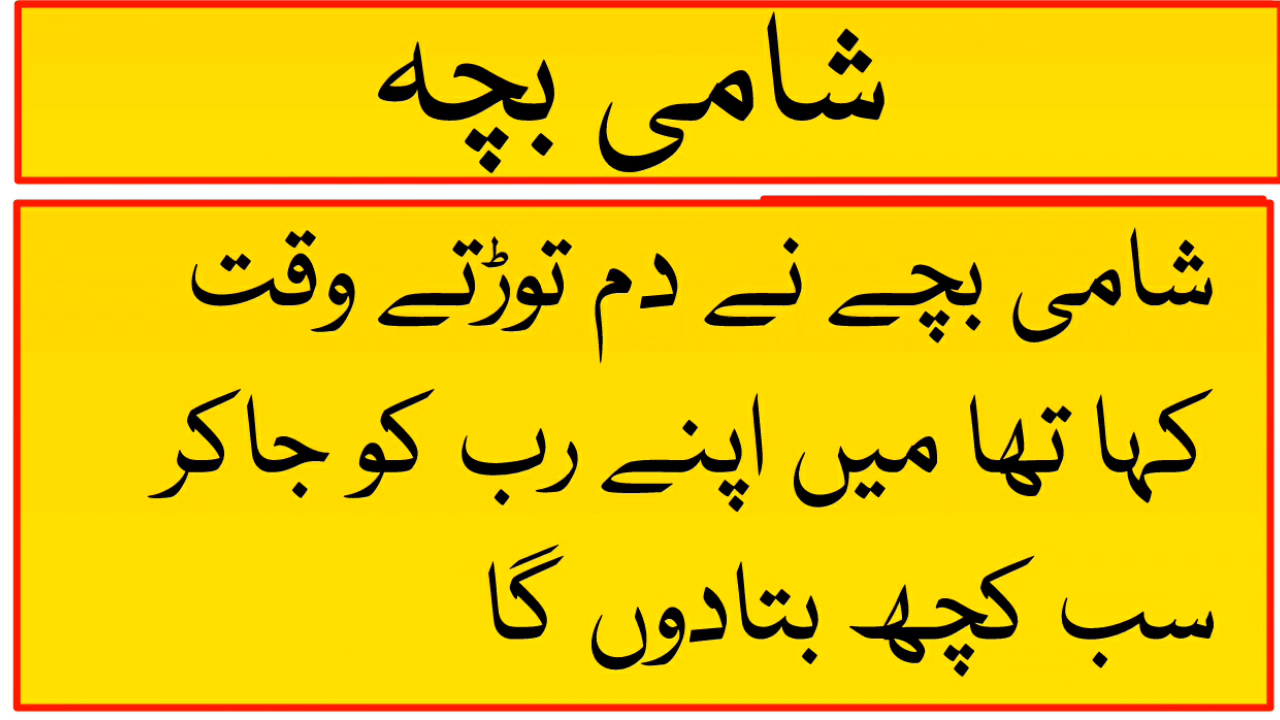 شامی بچہ
شامی بچے نے دم توڑتے وقت
کہا تھا میں اپنے رب کو جاکر
سب کچھ بتادوں گا